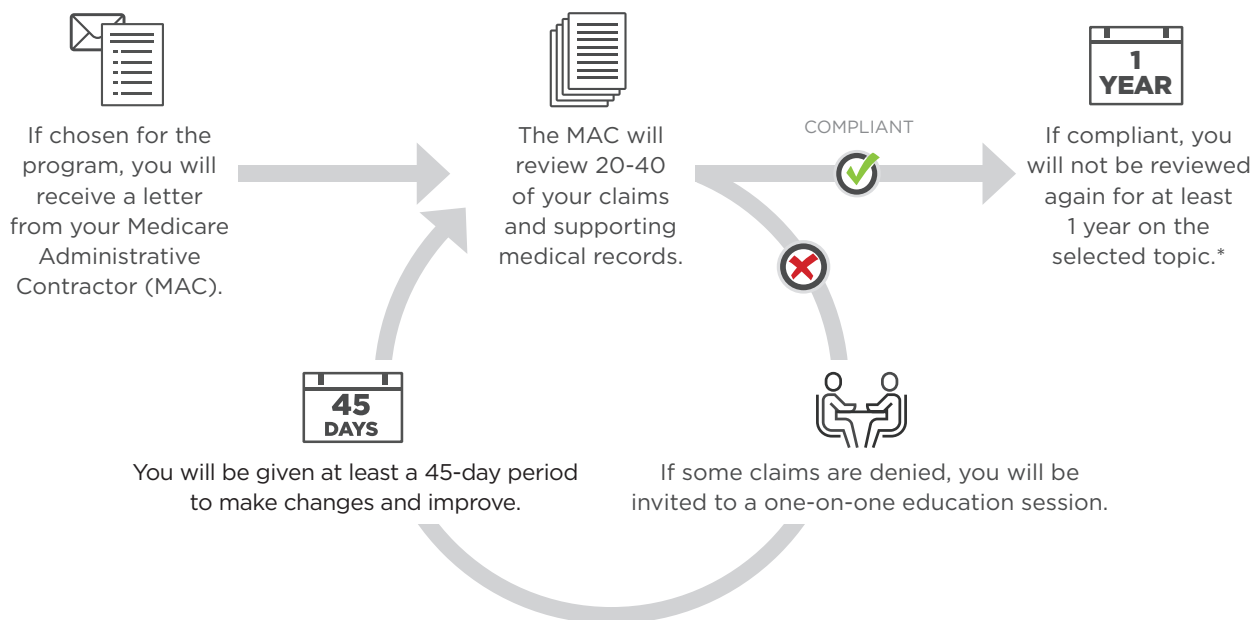 If chosen for the
program, you will
receive a letter
from your Medicare
Administrative
Contractor (MAC).
The MAC will
review 20-40
of your claims
and supporting
medical records.
COMPLIANT
1
YEAR
If compliant, you
will not be reviewed
again for at least
1 year on the
selected topic.*
45
DAYS
You will be given at least a 45-day period
to make changes and improve.
If some claims are denied, you will be
invited to a one-on-one education session.